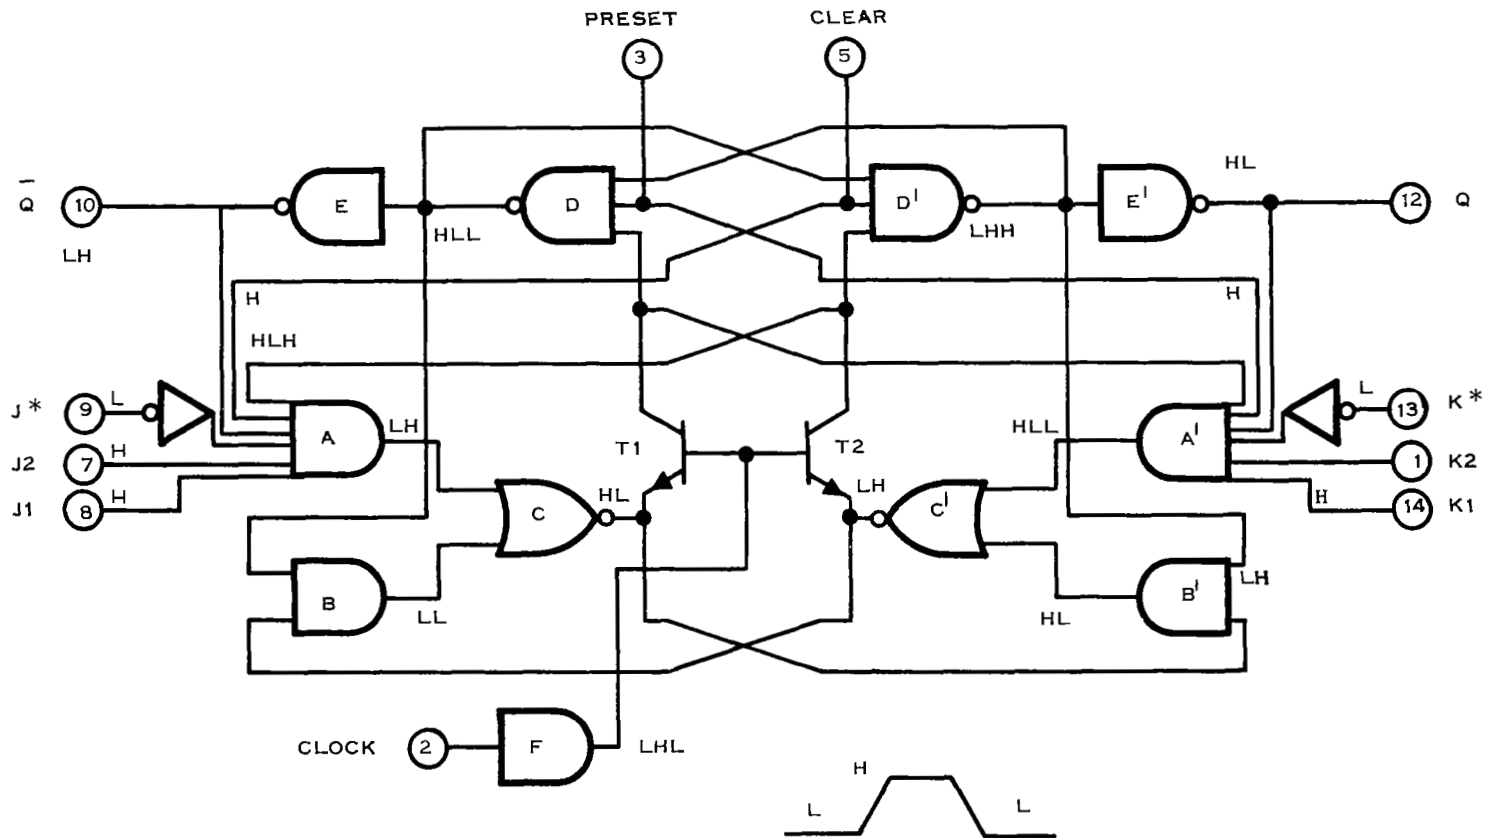 PRESET CLEAR
3 5
Q̄ 10 E D D' E' HL 12 Q
LH HLL LHH
H H
HLH
J* 9 L L 13 K*
A LH HLL A'
J2 7 H T1 T2 1 K2
J1 8 H H 14 K1
C HL LH C'
B LL HL B' LH
CLOCK 2 F LHL
H
L L